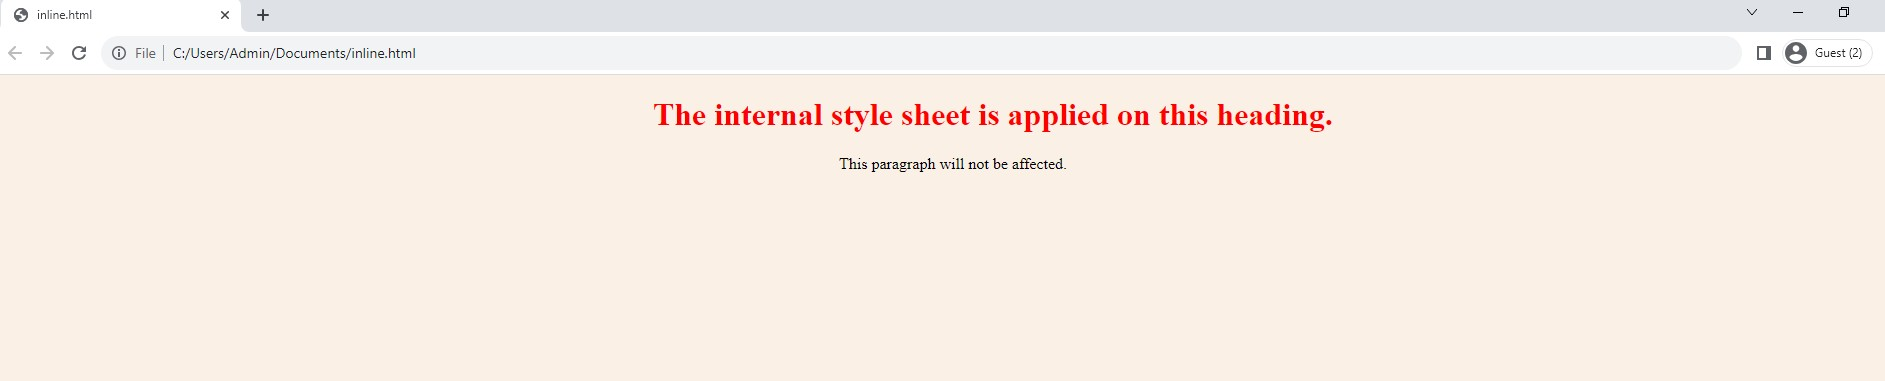 inline.html
File
C:/Users/Admin/Documents/inline.html
Guest (2)
The internal style sheet is applied on this heading.
This paragraph will not be affected.